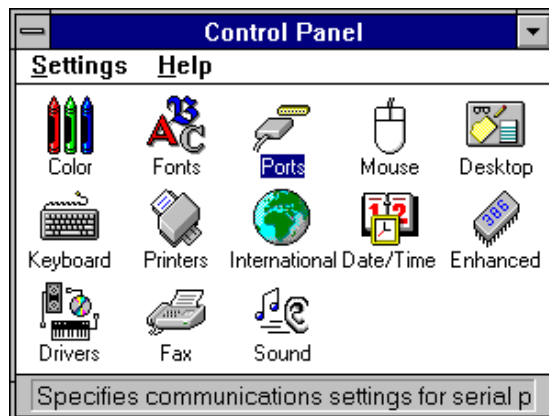 Control Panel
Settings Help
Color Fonts Ports Mouse Desktop
386
Keyboard Printers International Date/Time Enhanced
Drivers Fax Sound
Specifies communications settings for serial p